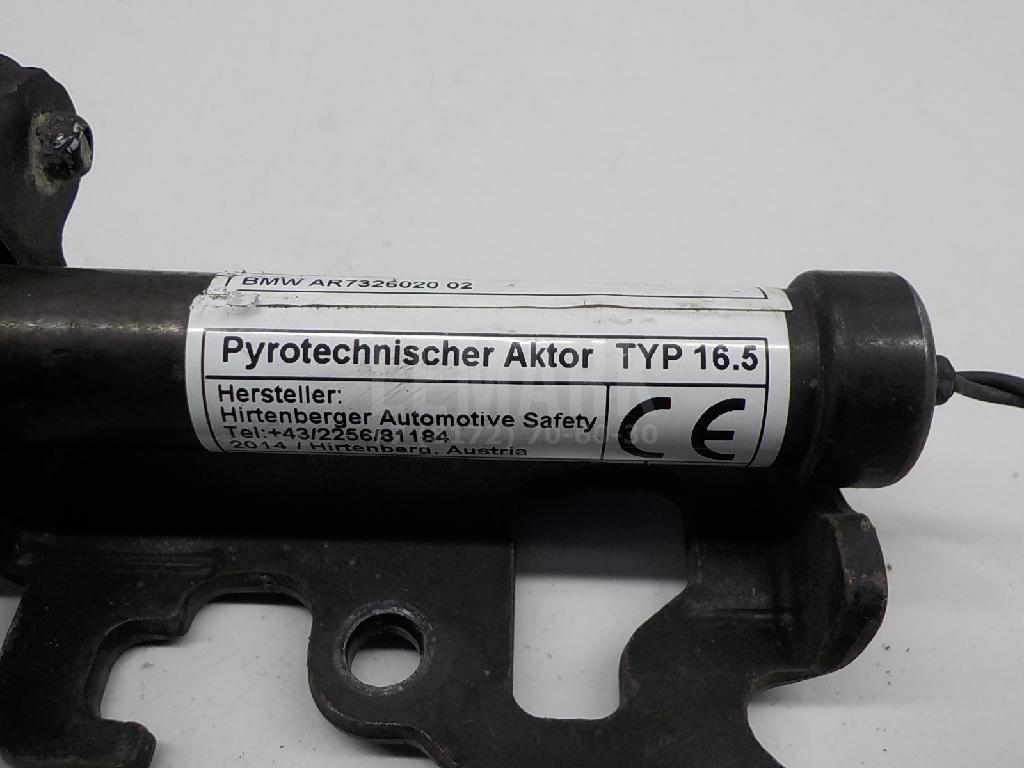 BMW AR7326020 02
Pyrotechnischer Aktor TYP 16.5
Hersteller:
Hirtenberger Automotive Safety
Tel:+43/2256/81184
2014 / Hirtenberg, Austria
CE